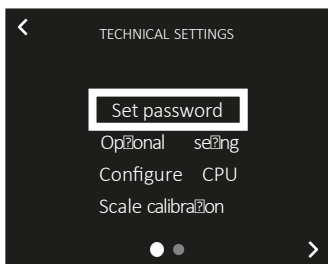 TECHNICAL SETTINGS
Set password
Op�onal se�ng
Configure CPU
Scale calibra�on